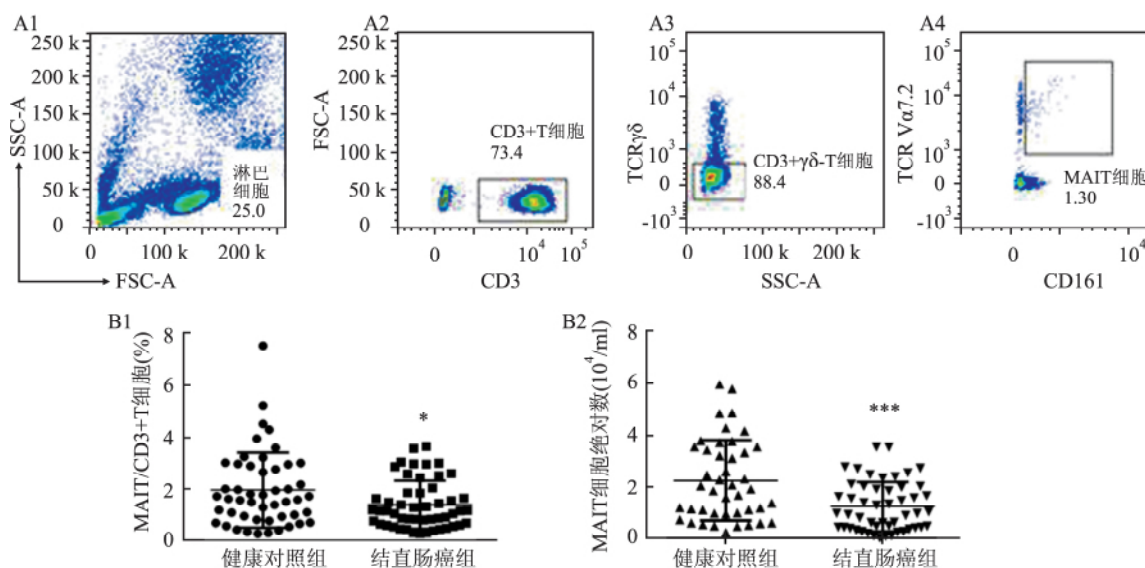 A1
SSC-A
250 k
200 k
150 k
100 k
50 k
0
淋巴
细胞
25.0
0
100 k
200 k
FSC-A
A2
FSC-A
250 k
200 k
150 k
100 k
50 k
0
CD3+T细胞
73.4
0
10^4
10^5
CD3
A3
TCRγδ
10^5
10^4
10^3
0
-10^3
CD3+γδ-T细胞
88.4
0
100 k
200 k
SSC-A
A4
TCR Vα7.2
10^5
10^4
10^3
0
-10^3
MAIT细胞
1.30
0
10^4
CD161
B1
MAIT/CD3+T细胞(%)
8
6
4
2
0
*
健康对照组
结直肠癌组
B2
MAIT细胞绝对数(10^4/ml)
8
6
4
2
0
***
健康对照组
结直肠癌组